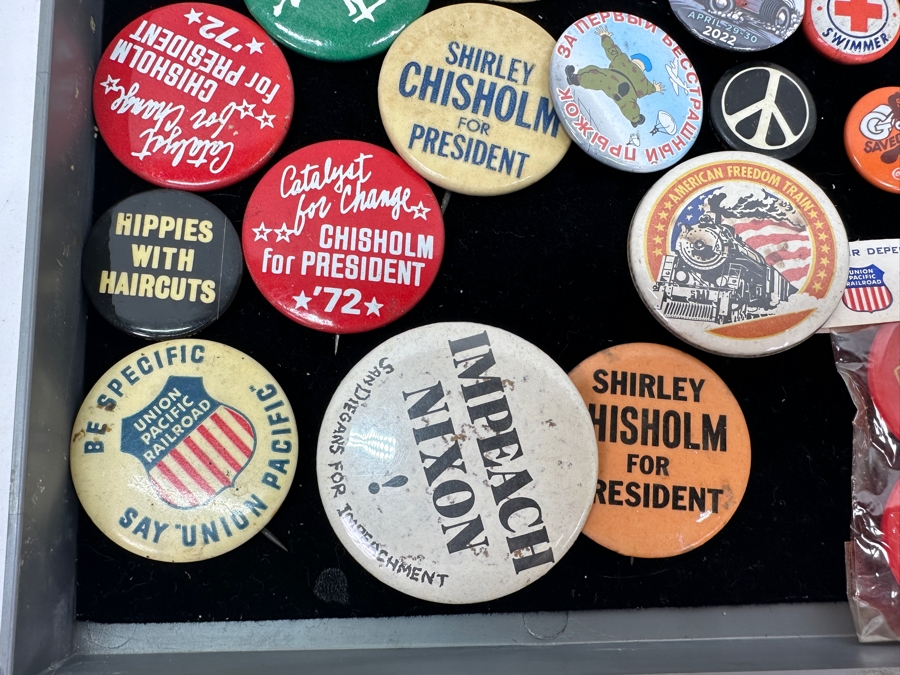 Catalyst
for Change
CHISHOLM
for PRESIDENT
'72
SHIRLEY
CHISHOLM
FOR
PRESIDENT
ЗА ПЕРВЫЙ БЕССТРАШНЫЙ ПРЫЖОК
APRIL 29-30
2022
SWIMMER
HIPPIES
WITH
HAIRCUTS
Catalyst
for Change
CHISHOLM
for PRESIDENT
'72
AMERICAN FREEDOM TRAIN
UNION
PACIFIC
RAILROAD
BE SPECIFIC
UNION
PACIFIC
RAILROAD
SAY "UNION PACIFIC"
IMPEACH
NIXON
!
SAN DIEGANS FOR IMPEACHMENT
SHIRLEY
HISHOLM
FOR
RESIDENT